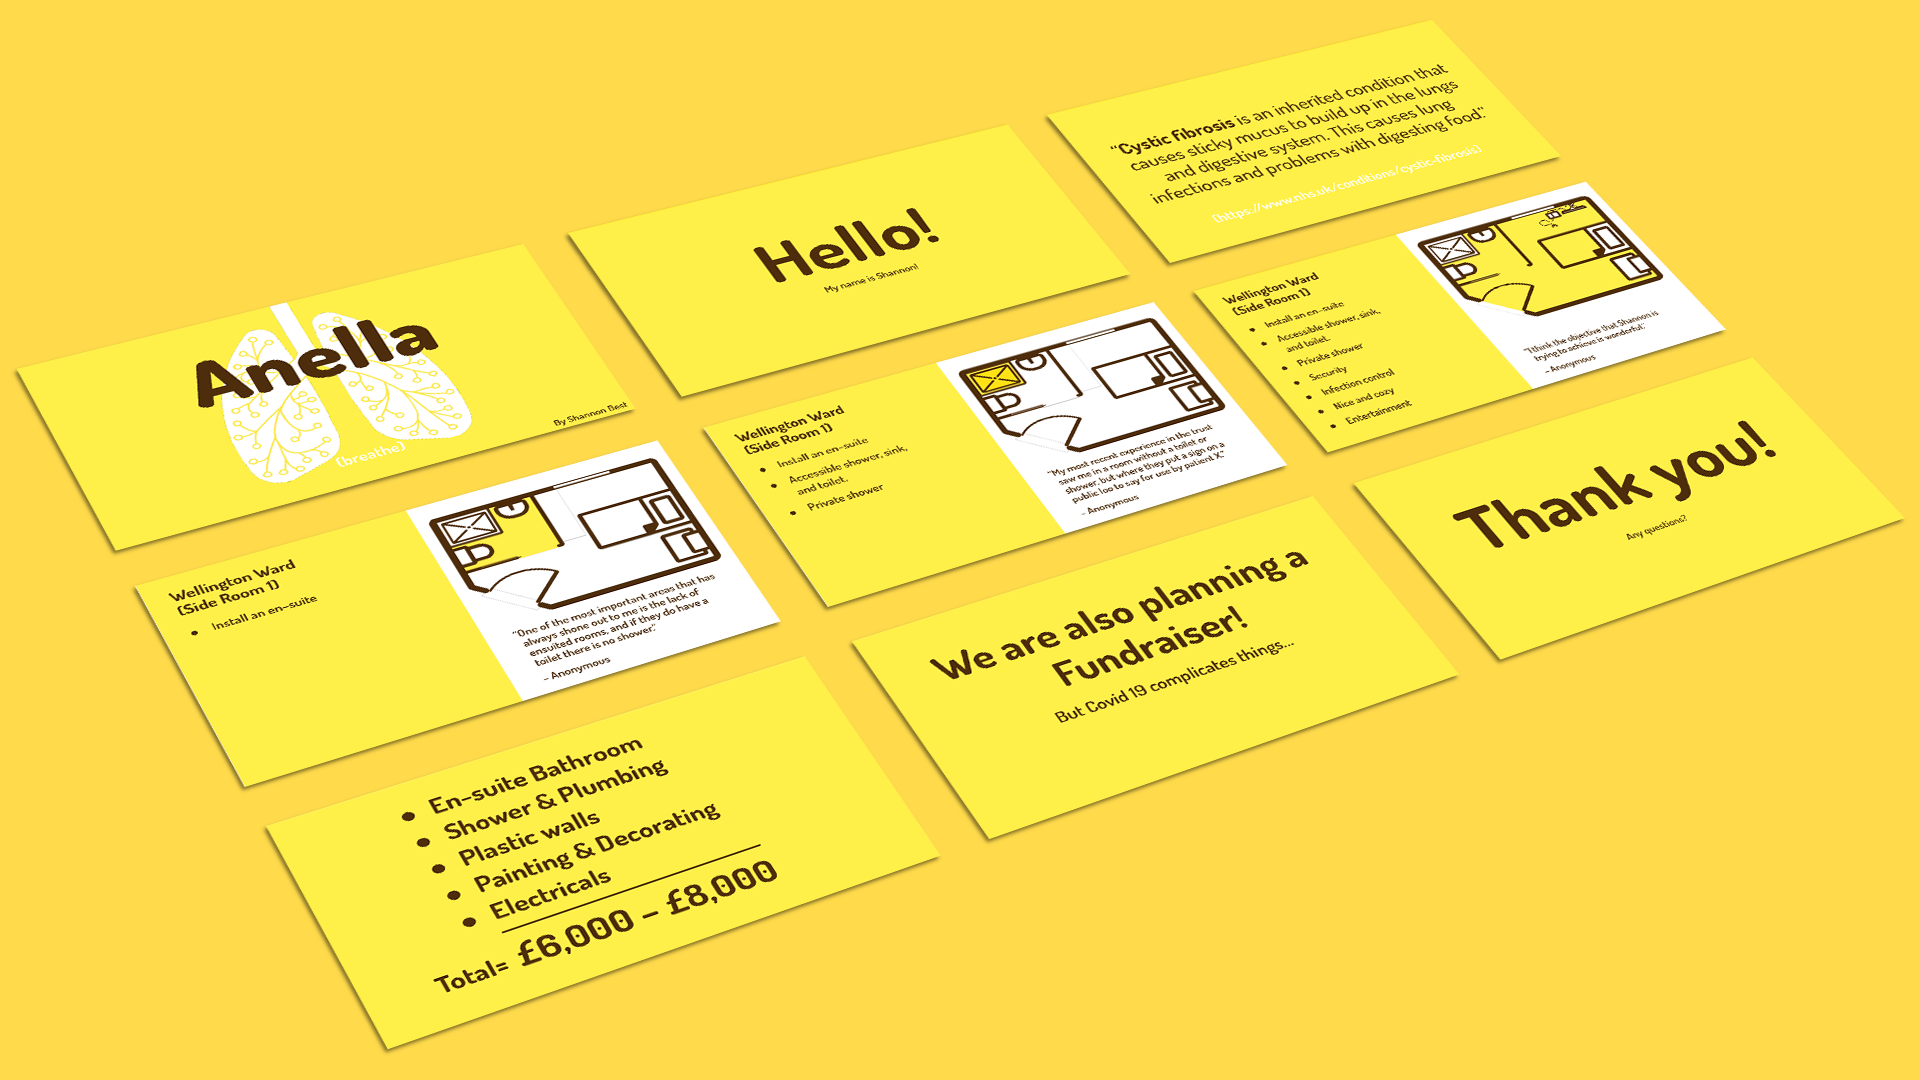 Anella
(breathe)
By Shannon Best
Hello!
My name is Shannon!
“Cystic fibrosis is an inherited condition that
causes sticky mucus to build up in the lungs
and digestive system. This causes lung
infections and problems with digesting food.”
(https://www.nhs.uk/conditions/cystic-fibrosis)
Wellington Ward
(Side Room 1)
• Install an en-suite
“One of the most important areas that has
always shone out to me is the lack of
ensuited rooms, and if they do have a
toilet there is no shower.”
– Anonymous
Wellington Ward
(Side Room 1)
• Install an en-suite
• Accessible shower, sink,
and toilet.
• Private shower
“My most recent experience in the trust
saw me in a room without a toilet or
shower, but where they put a sign on a
public loo to say for use by patient X.”
– Anonymous
Wellington Ward
(Side Room 1)
• Install an en-suite
• Accessible shower, sink,
and toilet.
• Private shower
• Security
• Infection control
• Nice and cozy
• Entertainment
“I think the objective that Shannon is
trying to achieve is wonderful.”
– Anonymous
• En-suite Bathroom
• Shower & Plumbing
• Plastic walls
• Painting & Decorating
• Electricals
Total= £6,000 – £8,000
We are also planning a
Fundraiser!
But Covid 19 complicates things...
Thank you!
Any questions?